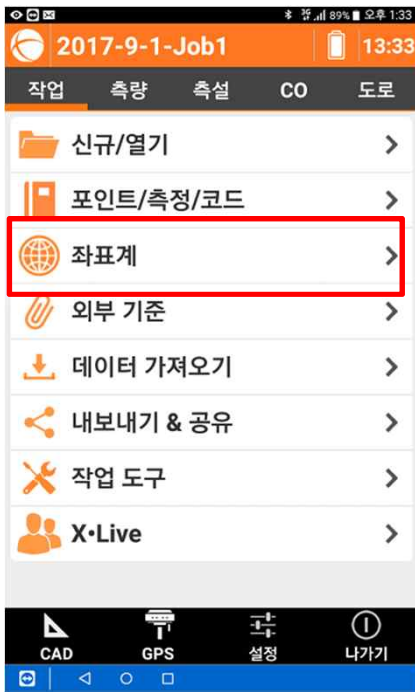 89% 오후 1:33
2017-9-1-Job1 13:33
작업 측량 측설 CO 도로
신규/열기
포인트/측정/코드
좌표계
외부 기준
데이터 가져오기
내보내기 & 공유
작업 도구
X•Live
CAD GPS 설정 나가기